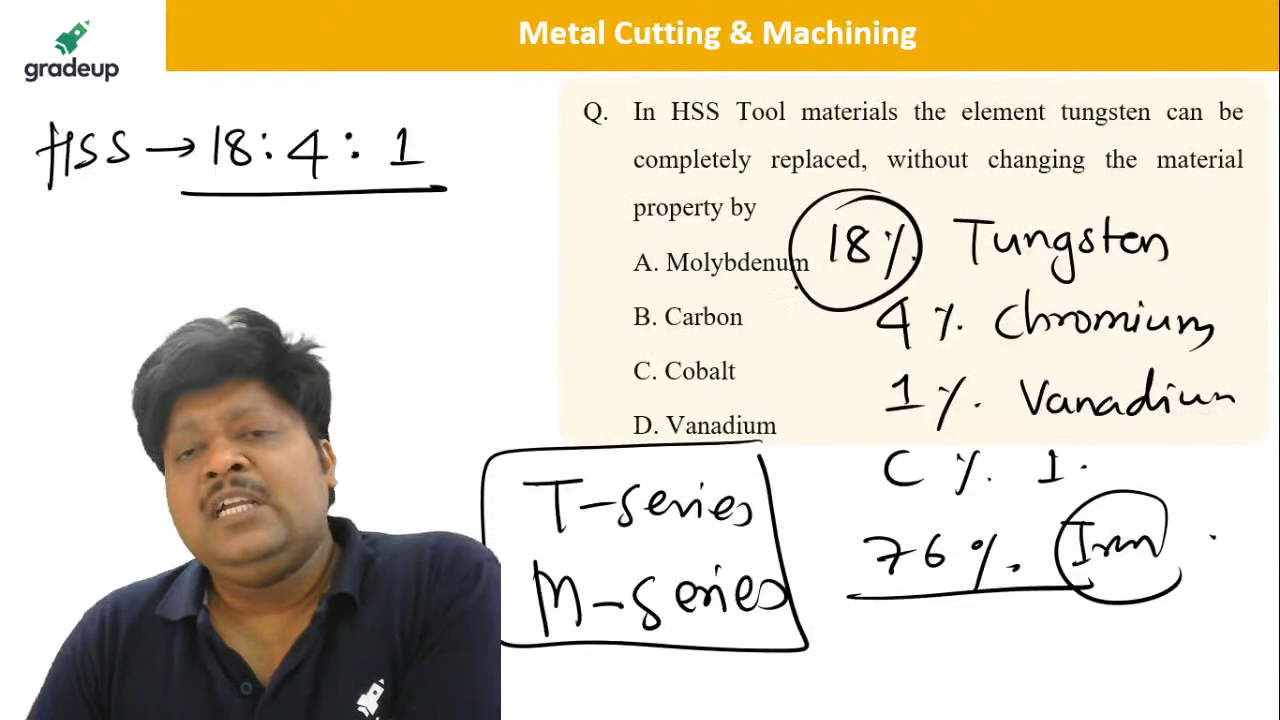 Metal Cutting & Machining
gradeup
HSS → 18 : 4 : 1
Q. In HSS Tool materials the element tungsten can be
completely replaced, without changing the material
property by
A. Molybdenum
B. Carbon
C. Cobalt
D. Vanadium
18 %. Tungsten
4 %. Chromium
1 %. Vanadium
C %. 1.
76 %. Iron
T-series
M-series